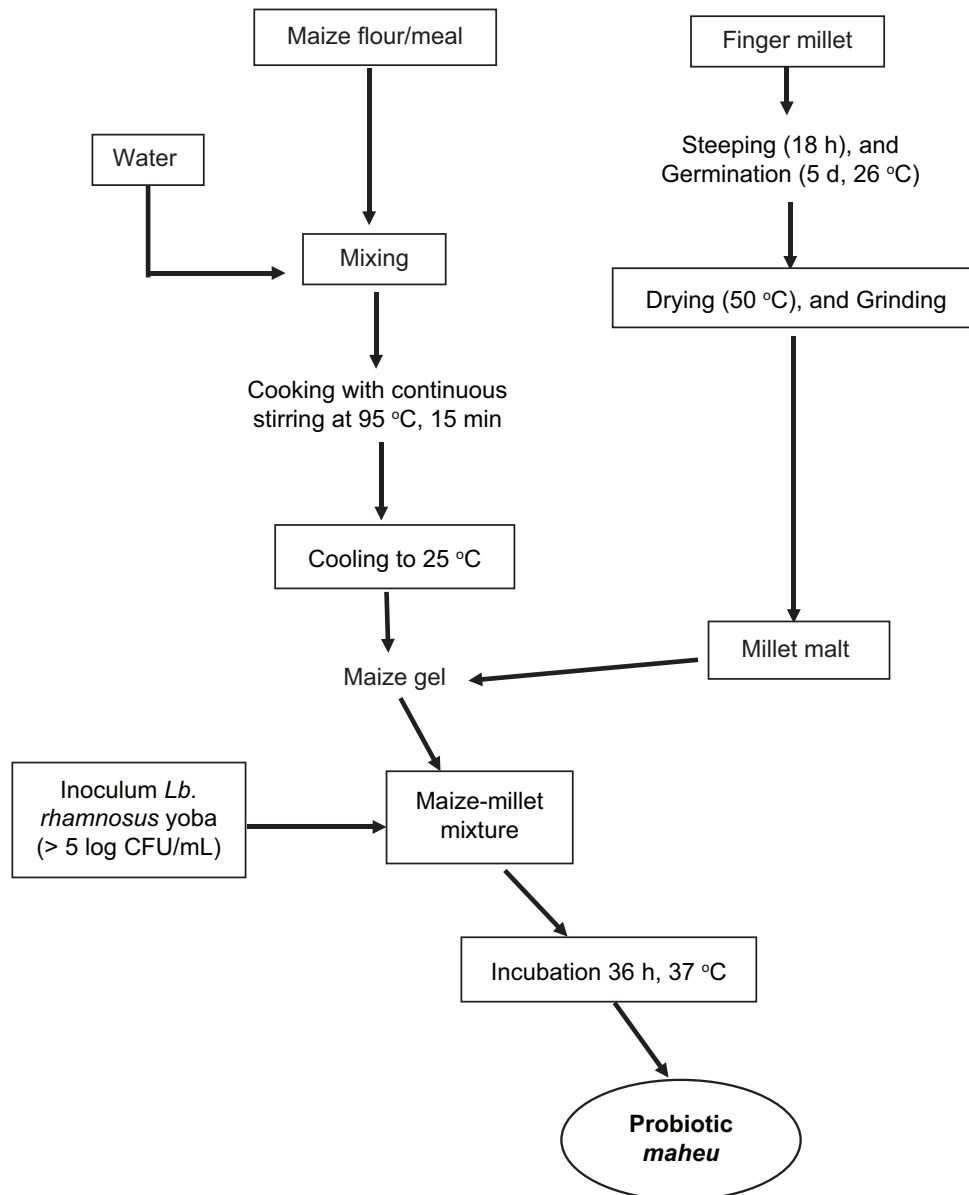 Maize flour/meal
Finger millet
Water
Steeping (18 h), and
Germination (5 d, 26 °C)
Mixing
Drying (50 °C), and Grinding
Cooking with continuous
stirring at 95 °C, 15 min
Cooling to 25 °C
Millet malt
Maize gel
Inoculum Lb.
rhamnosus yoba
(> 5 log CFU/mL)
Maize-millet
mixture
Incubation 36 h, 37 °C
Probiotic
maheu